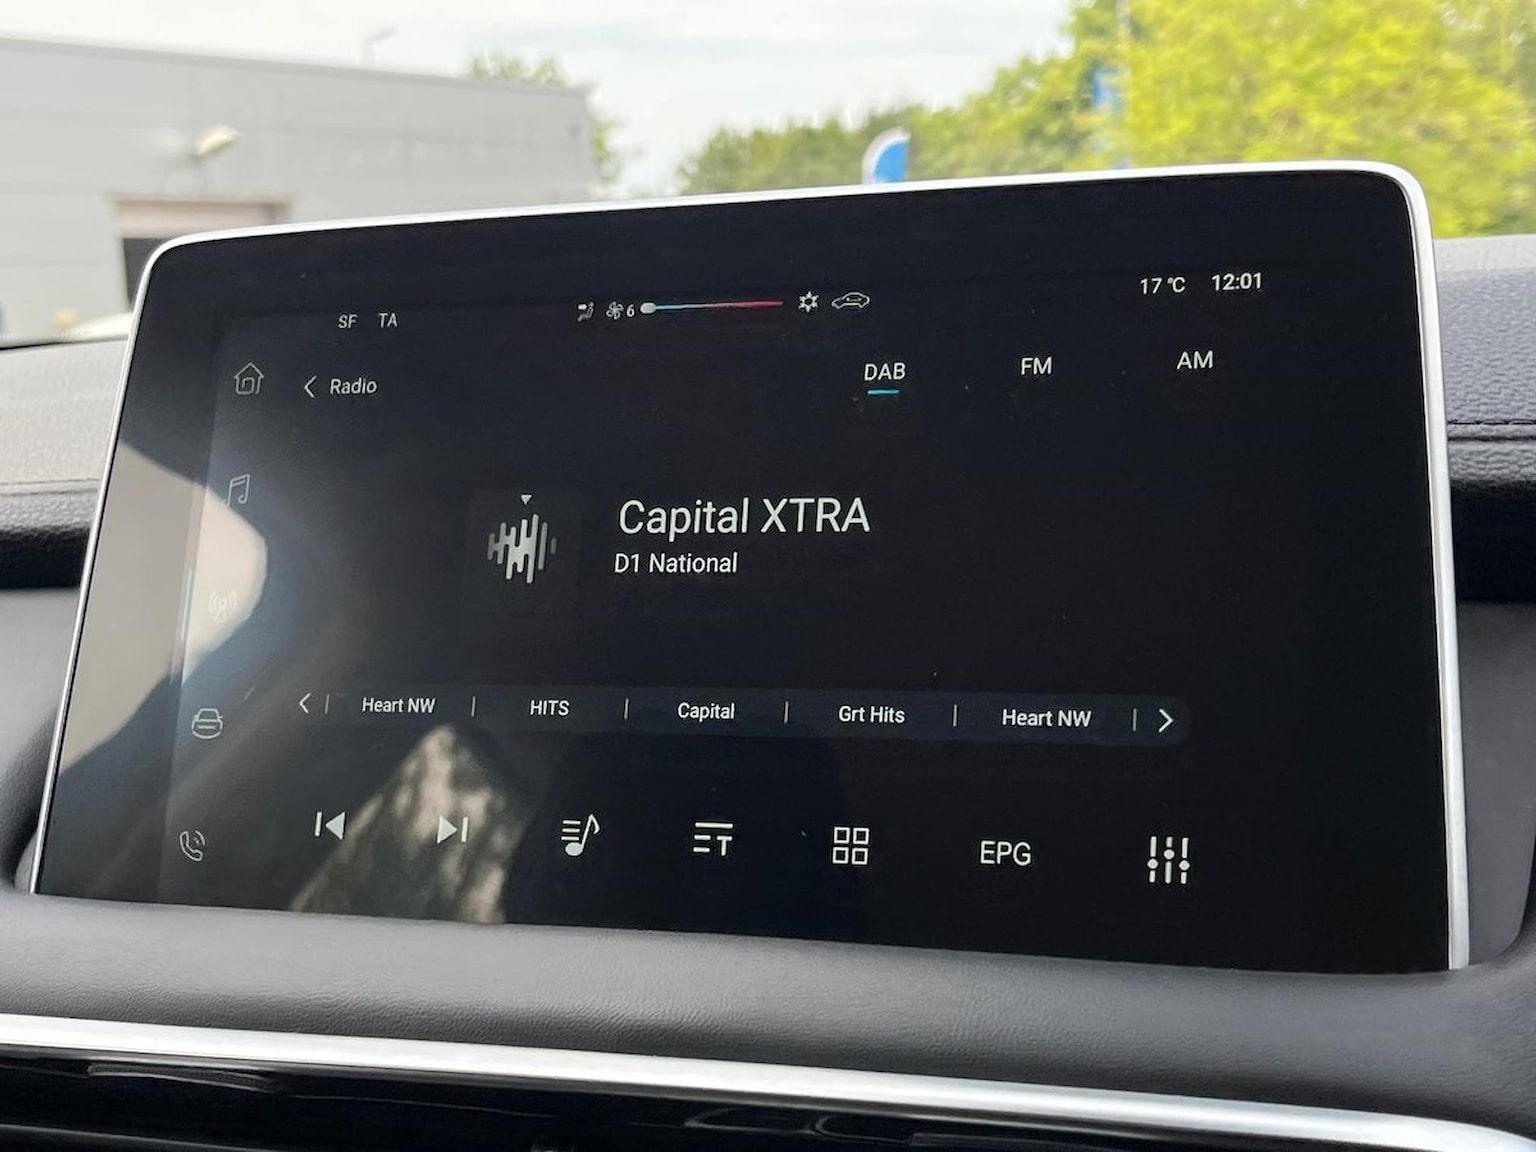 17 °C 12:01
SF TA
6
Radio
DAB FM AM
Capital XTRA
D1 National
Heart NW | HITS | Capital | Grt Hits | Heart NW |
EPG